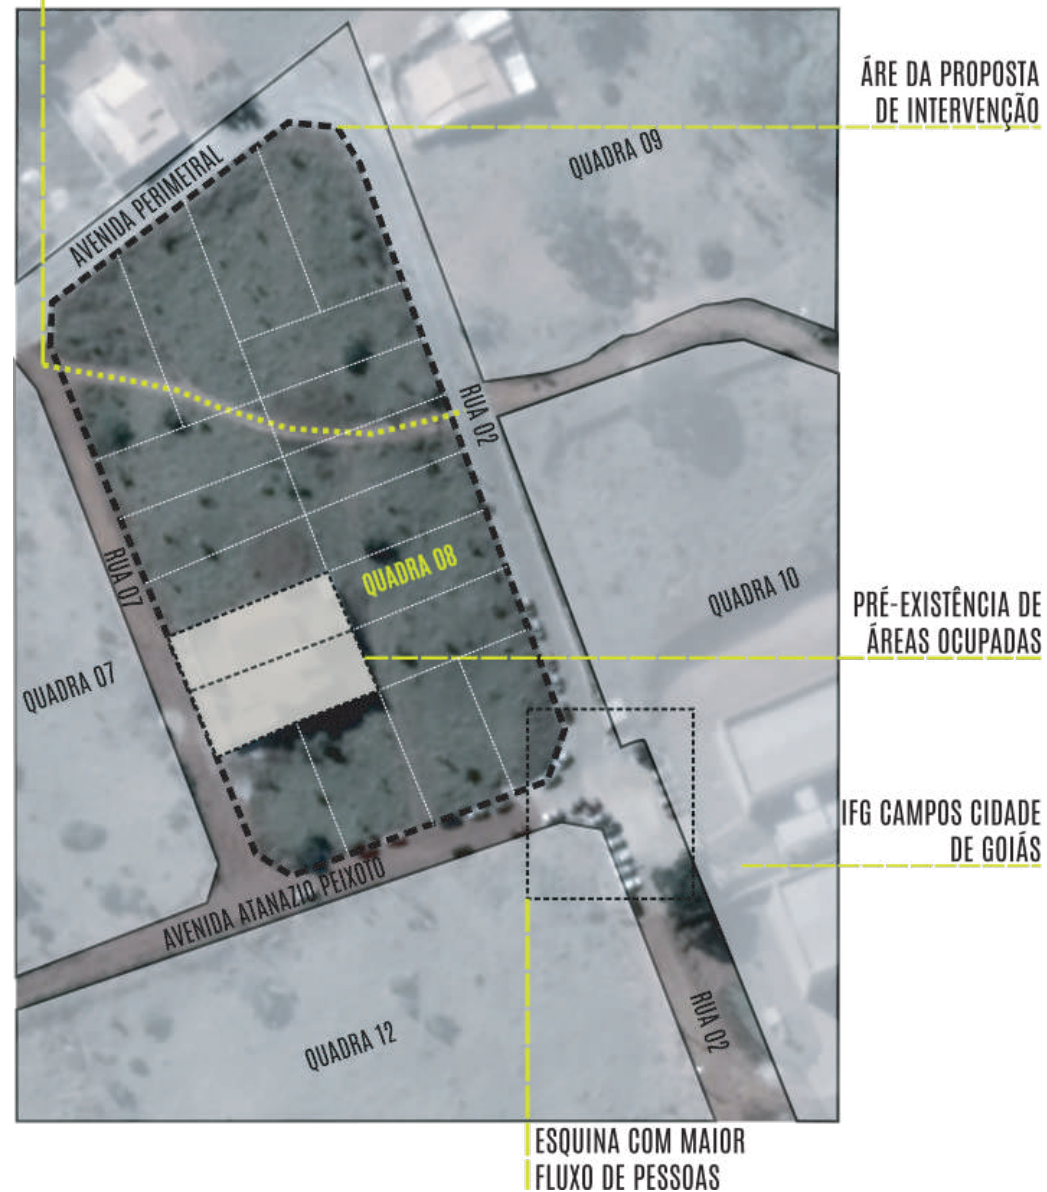 ÁRE DA PROPOSTA
DE INTERVENÇÃO
QUADRA 09
AVENIDA PERIMETRAL
RUA 02
QUADRA 08
RUA 07
QUADRA 10
PRÉ-EXISTÊNCIA DE
ÁREAS OCUPADAS
QUADRA 07
IFG CAMPOS CIDADE
DE GOIÁS
AVENIDA ATANAZIO PEIXOTO
RUA 02
QUADRA 12
ESQUINA COM MAIOR
FLUXO DE PESSOAS